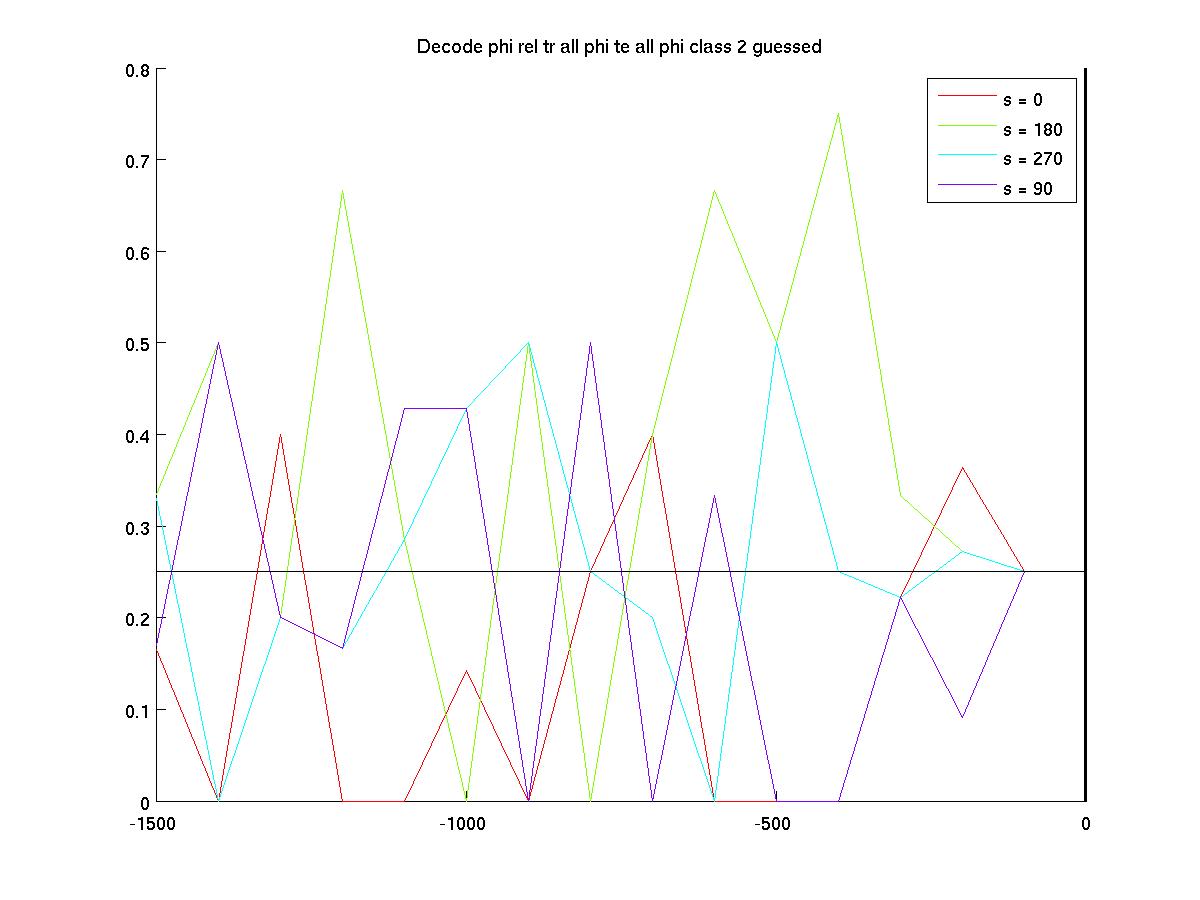 Decode phi rel tr all phi te all phi class 2 guessed
0.8
s = 0
s = 180
s = 270
s = 90
0.7
0.6
0.5
0.4
0.3
0.2
0.1
0
-1500
-1000
-500
0